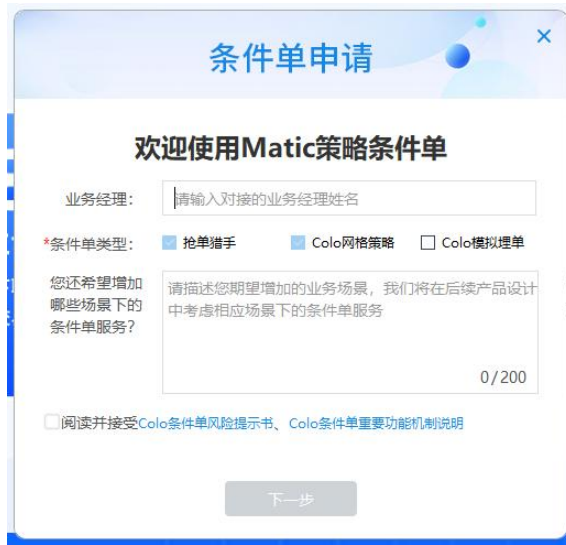 条件单申请
欢迎使用Matic策略条件单
业务经理：
请输入对接的业务经理姓名
*条件单类型：
抢单猎手
Colo网格策略
Colo模拟埋单
您还希望增加
哪些场景下的
条件单服务？
请描述您期望增加的业务场景，我们将在后续产品设计
中考虑相应场景下的条件单服务
0/200
阅读并接受Colo条件单风险提示书、Colo条件单重要功能机制说明
下一步